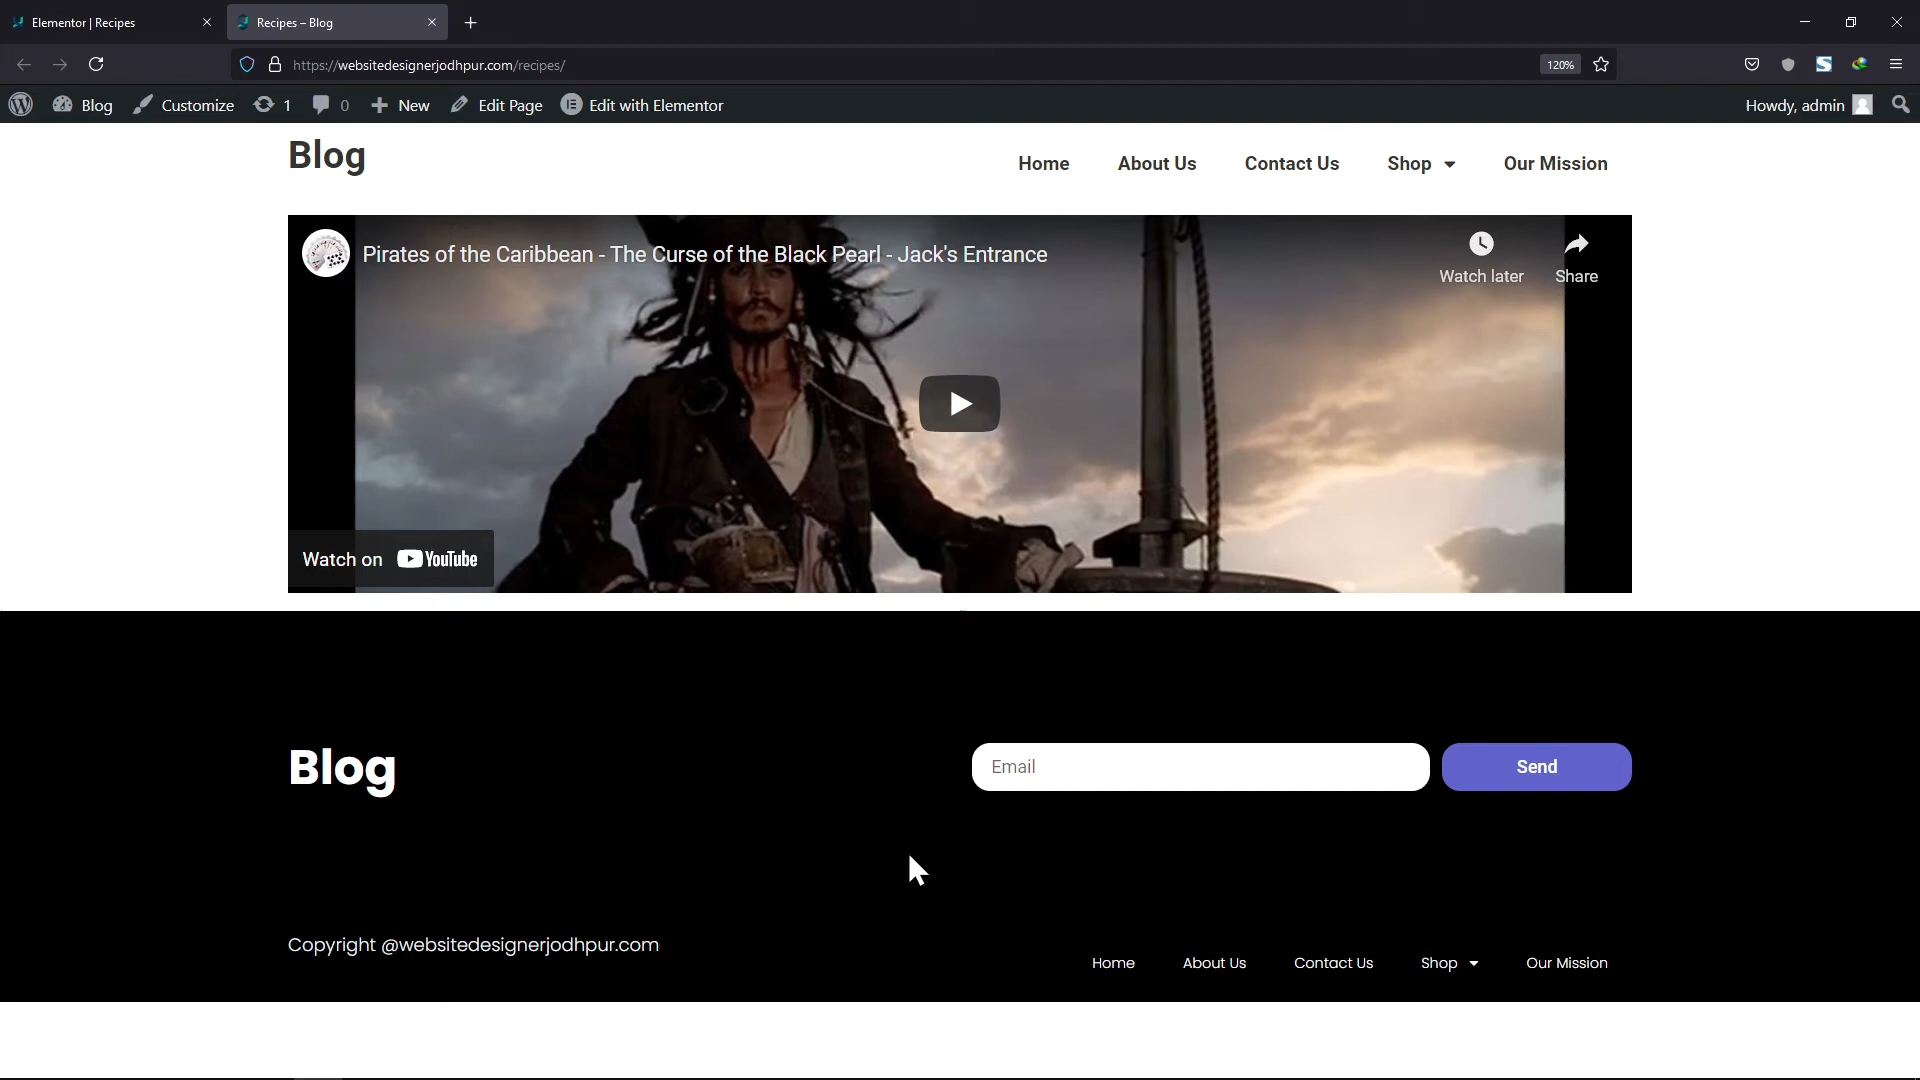 Elementor | Recipes
Recipes – Blog
https://websitedesignerjodhpur.com/recipes/
120%
Blog
Customize
1
0
New
Edit Page
Edit with Elementor
Howdy, admin
Blog
Home
About Us
Contact Us
Shop
Our Mission
Pirates of the Caribbean - The Curse of the Black Pearl - Jack's Entrance
Watch later
Share
Watch on YouTube
Blog
Email
Send
Copyright @websitedesignerjodhpur.com
Home
About Us
Contact Us
Shop
Our Mission